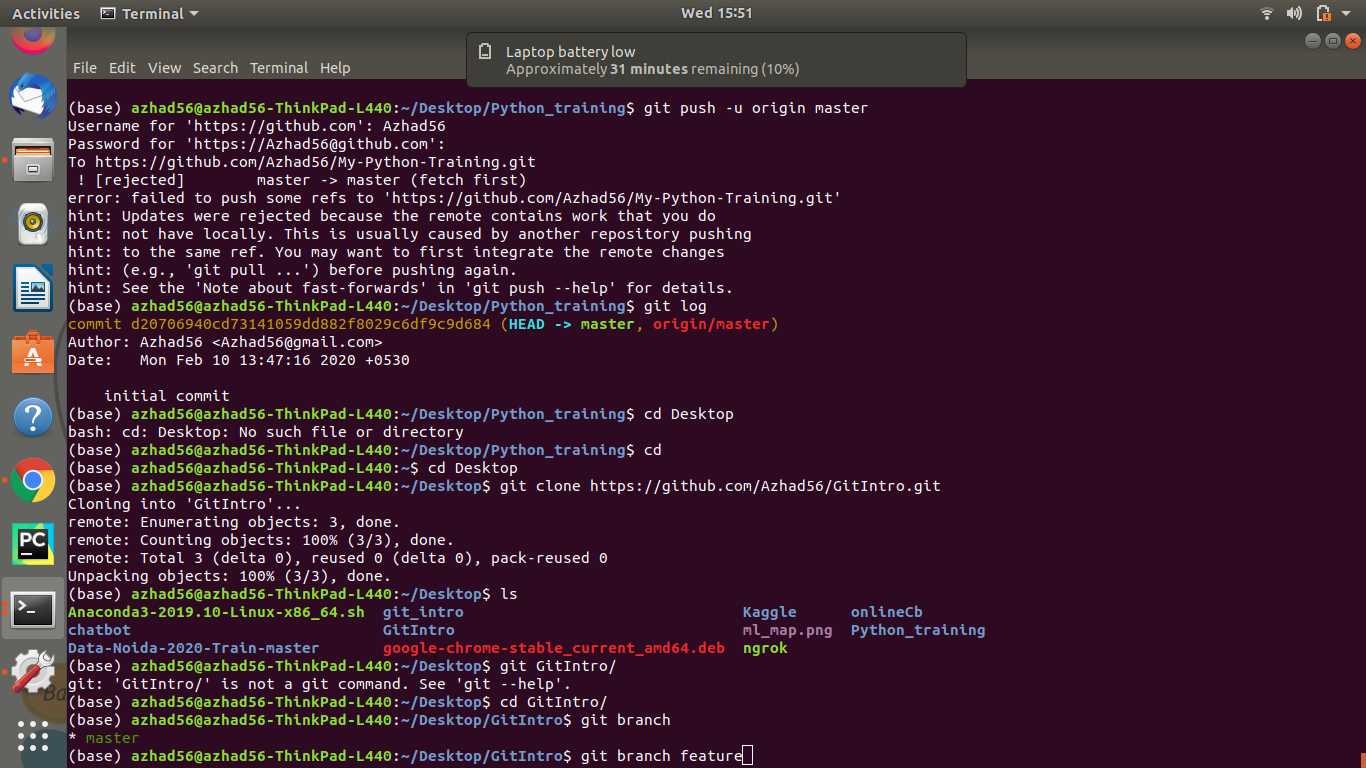 Activities Terminal Wed 15:51
Laptop battery low
Approximately 31 minutes remaining (10%)
File Edit View Search Terminal Help
(base) azhad56@azhad56-ThinkPad-L440:~/Desktop/Python_training$ git push -u origin master
Username for 'https://github.com': Azhad56
Password for 'https://Azhad56@github.com':
To https://github.com/Azhad56/My-Python-Training.git
 ! [rejected]        master -> master (fetch first)
error: failed to push some refs to 'https://github.com/Azhad56/My-Python-Training.git'
hint: Updates were rejected because the remote contains work that you do
hint: not have locally. This is usually caused by another repository pushing
hint: to the same ref. You may want to first integrate the remote changes
hint: (e.g., 'git pull ...') before pushing again.
hint: See the 'Note about fast-forwards' in 'git push --help' for details.
(base) azhad56@azhad56-ThinkPad-L440:~/Desktop/Python_training$ git log
commit d20706940cd73141059dd882f8029c6df9c9d684 (HEAD -> master, origin/master)
Author: Azhad56 <Azhad56@gmail.com>
Date:   Mon Feb 10 13:47:16 2020 +0530
    initial commit
(base) azhad56@azhad56-ThinkPad-L440:~/Desktop/Python_training$ cd Desktop
bash: cd: Desktop: No such file or directory
(base) azhad56@azhad56-ThinkPad-L440:~/Desktop/Python_training$ cd
(base) azhad56@azhad56-ThinkPad-L440:~$ cd Desktop
(base) azhad56@azhad56-ThinkPad-L440:~/Desktop$ git clone https://github.com/Azhad56/GitIntro.git
Cloning into 'GitIntro'...
remote: Enumerating objects: 3, done.
remote: Counting objects: 100% (3/3), done.
remote: Total 3 (delta 0), reused 0 (delta 0), pack-reused 0
Unpacking objects: 100% (3/3), done.
(base) azhad56@azhad56-ThinkPad-L440:~/Desktop$ ls
Anaconda3-2019.10-Linux-x86_64.sh  git_intro                               Kaggle      onlineCb
chatbot                            GitIntro                                ml_map.png  Python_training
Data-Noida-2020-Train-master       google-chrome-stable_current_amd64.deb  ngrok
(base) azhad56@azhad56-ThinkPad-L440:~/Desktop$ git GitIntro/
git: 'GitIntro/' is not a git command. See 'git --help'.
(base) azhad56@azhad56-ThinkPad-L440:~/Desktop$ cd GitIntro/
(base) azhad56@azhad56-ThinkPad-L440:~/Desktop/GitIntro$ git branch
* master
(base) azhad56@azhad56-ThinkPad-L440:~/Desktop/GitIntro$ git branch feature
PC
Ba